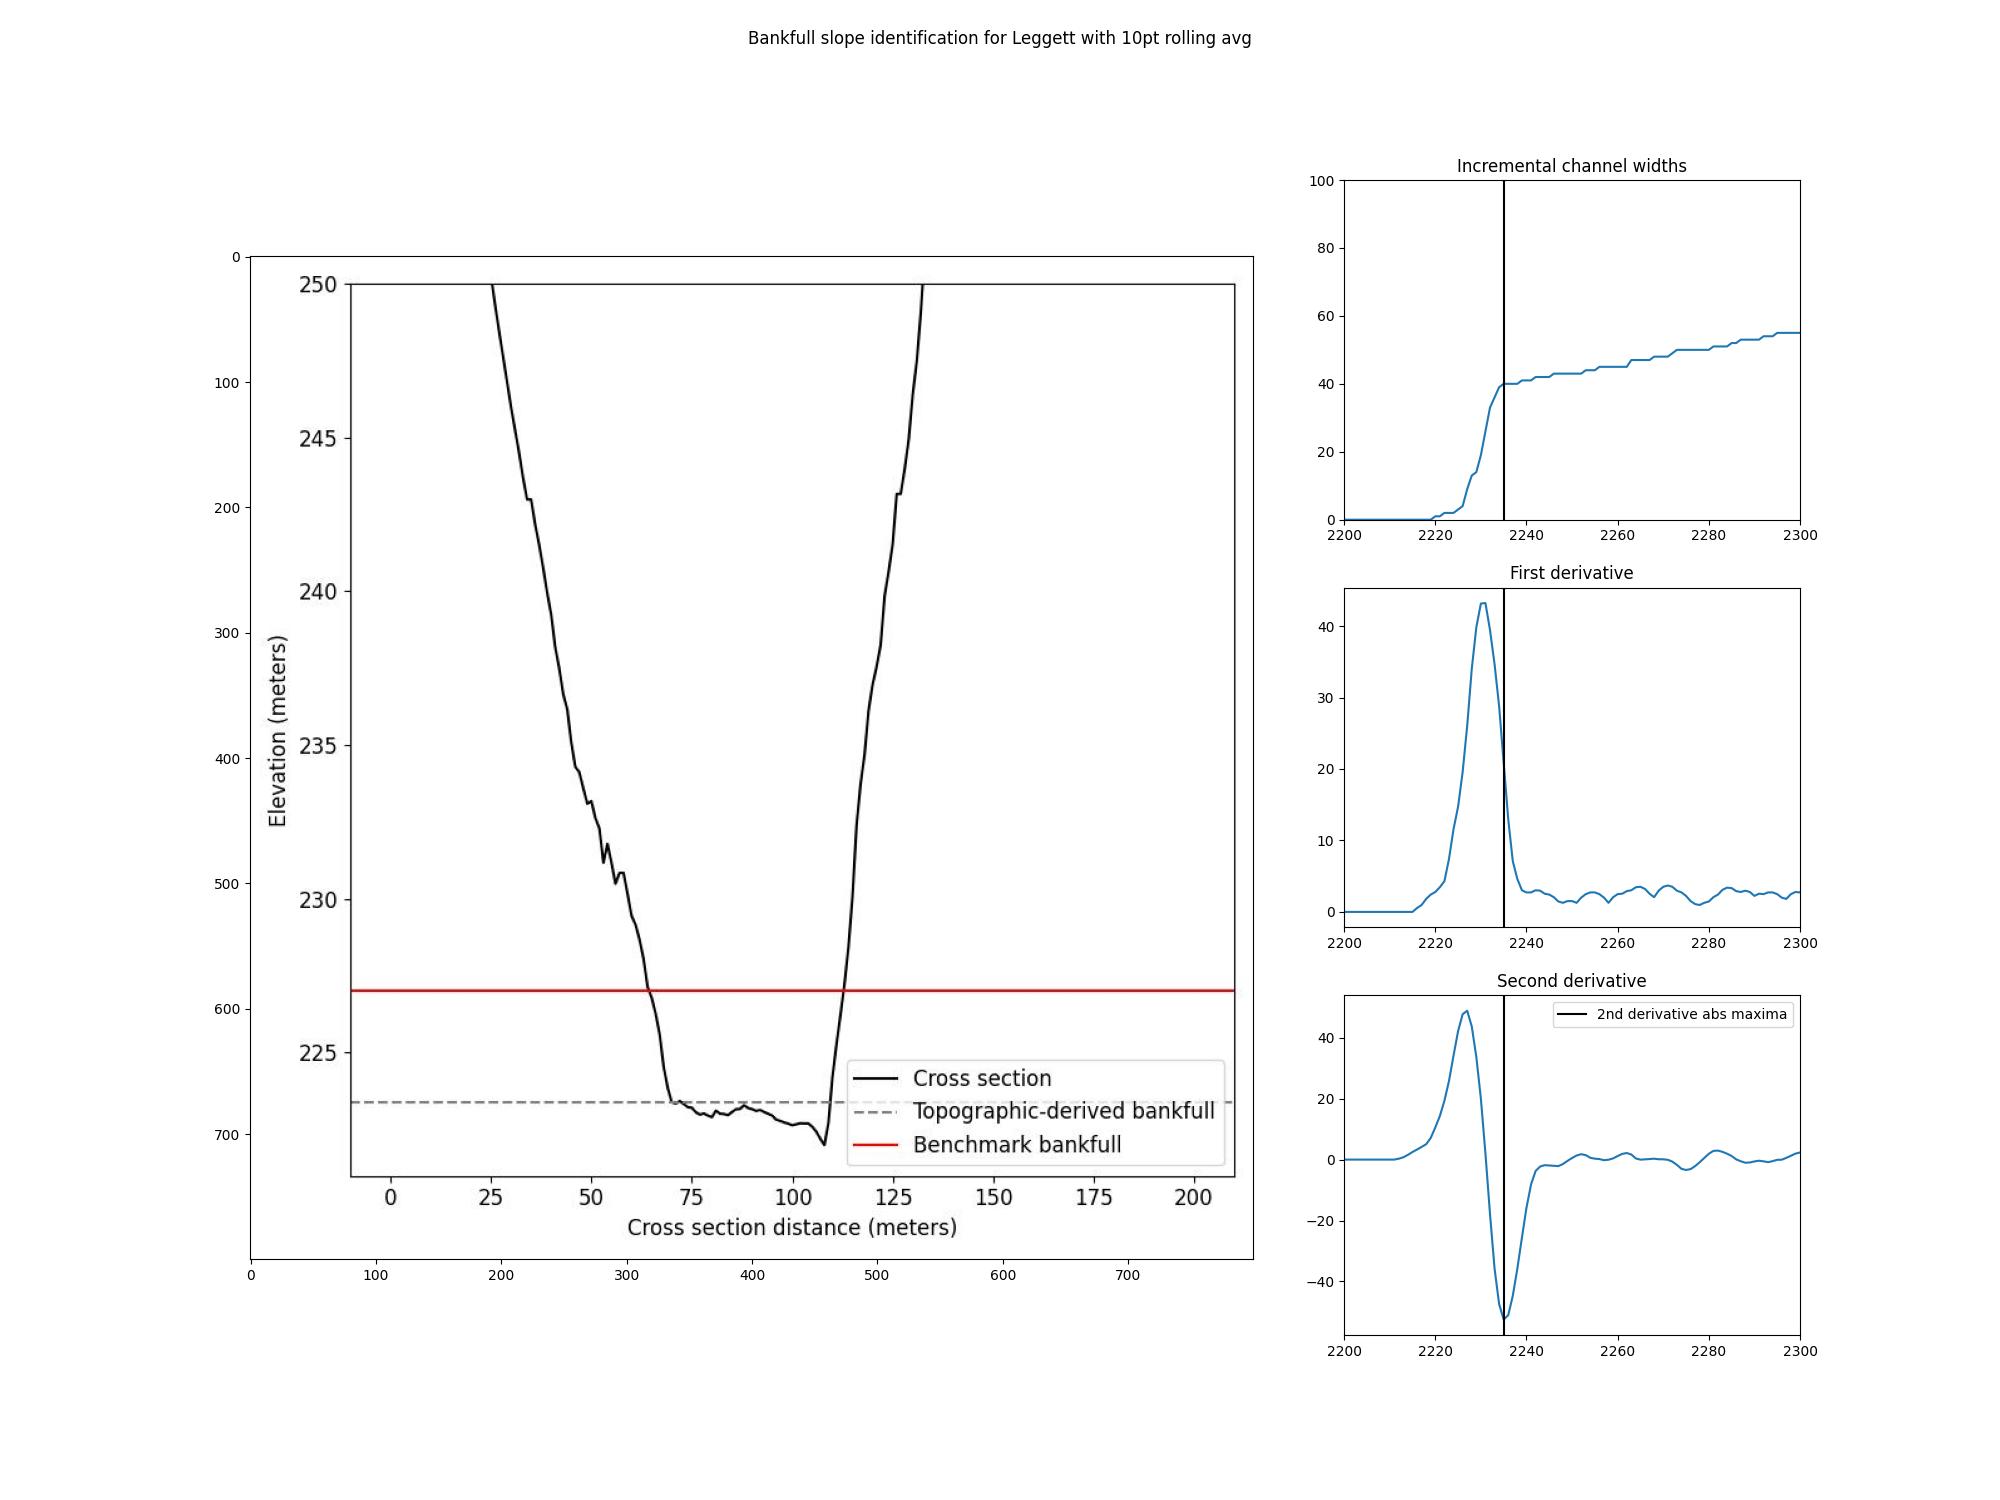 Bankfull slope identification for Leggett with 10pt rolling avg
0
100
200
300
400
500
600
700
0 100 200 300 400 500 600 700
250
245
240
235
230
225
Elevation (meters)
0 25 50 75 100 125 150 175 200
Cross section distance (meters)
Cross section
Topographic-derived bankfull
Benchmark bankfull
Incremental channel widths
100
80
60
40
20
0
2200 2220 2240 2260 2280 2300
First derivative
40
30
20
10
0
2200 2220 2240 2260 2280 2300
Second derivative
2nd derivative abs maxima
40
20
0
−20
−40
2200 2220 2240 2260 2280 2300